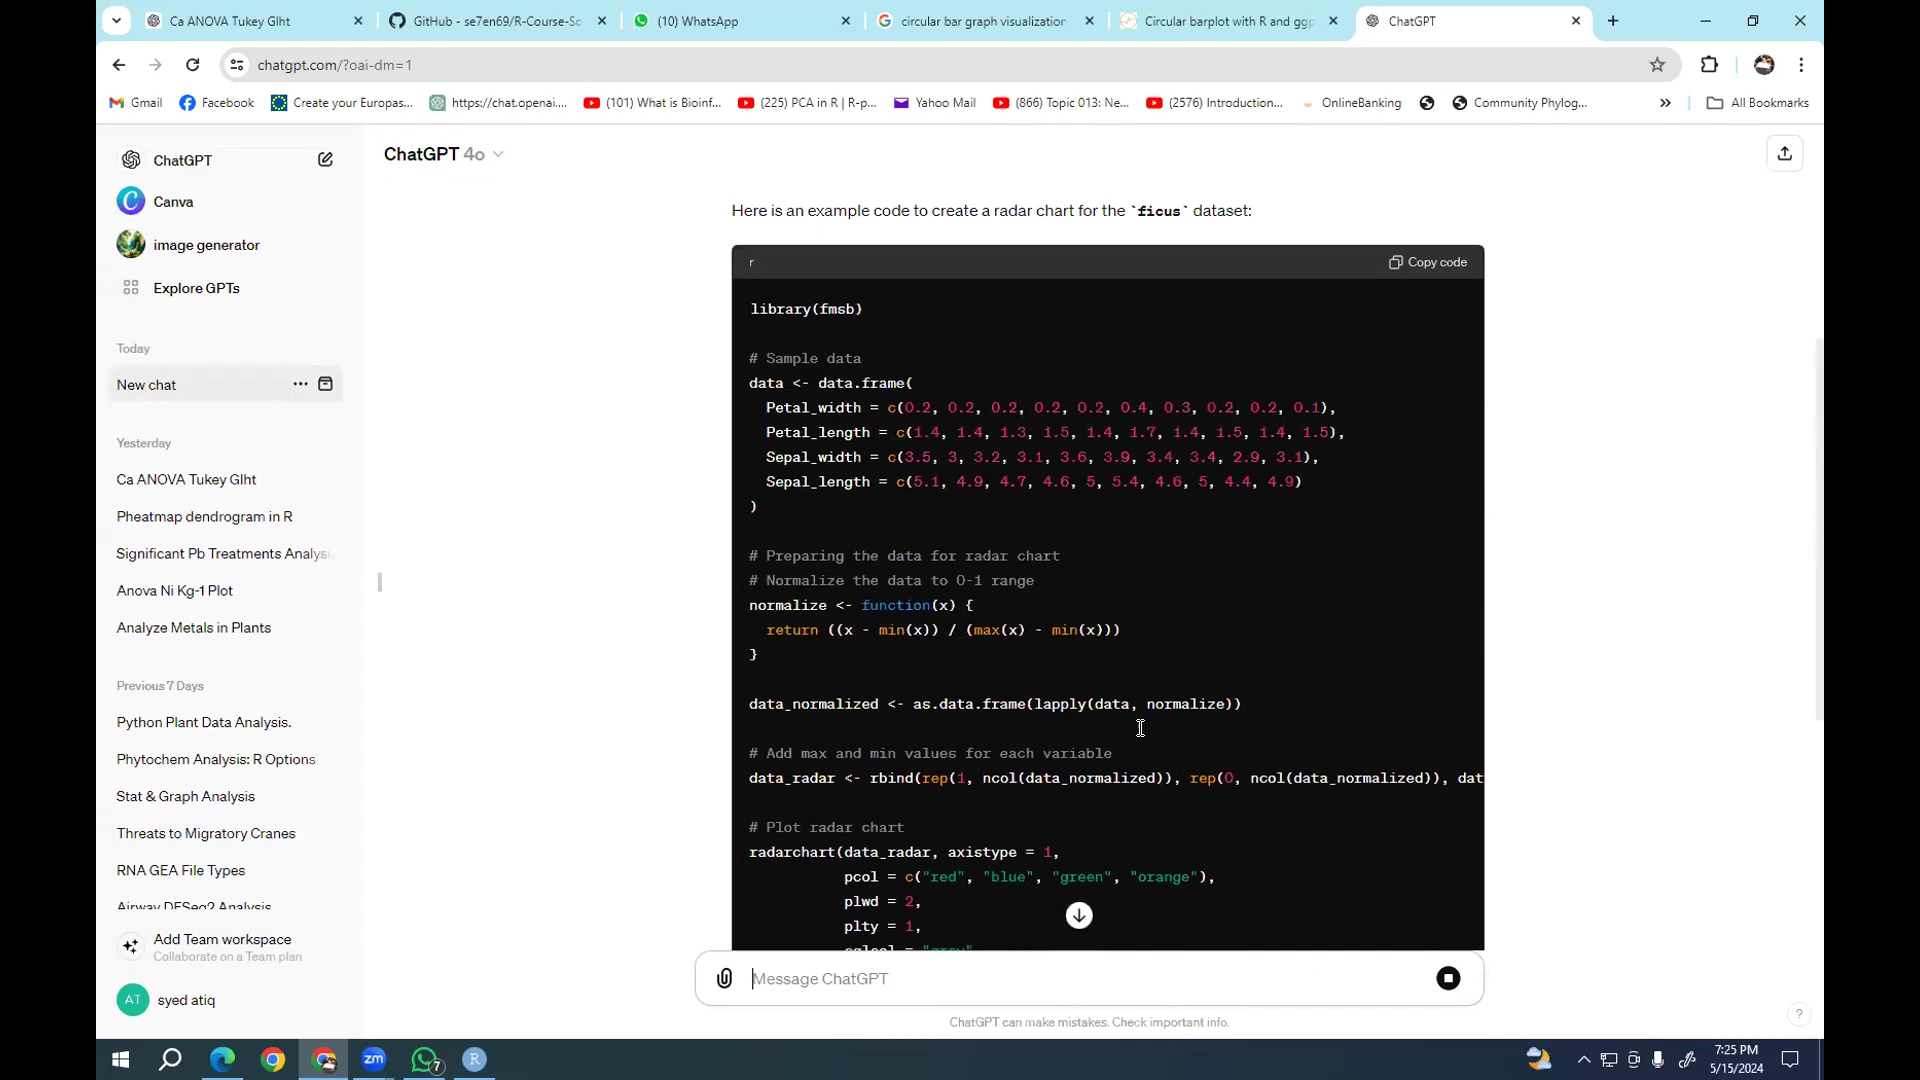 Ca ANOVA Tukey Glht
GitHub - se7en69/R-Course-So
(10) WhatsApp
circular bar graph visualization
Circular barplot with R and ggp
ChatGPT
chatgpt.com/?oai-dm=1
Gmail
Facebook
Create your Europas...
https://chat.openai....
(101) What is Bioinf...
(225) PCA in R | R-p...
Yahoo Mail
(866) Topic 013: Ne...
(2576) Introduction...
OnlineBanking
Community Phylog...
All Bookmarks
ChatGPT
Canva
image generator
Explore GPTs
Today
New chat
Yesterday
Ca ANOVA Tukey Glht
Pheatmap dendrogram in R
Significant Pb Treatments Analys
Anova Ni Kg-1 Plot
Analyze Metals in Plants
Previous 7 Days
Python Plant Data Analysis.
Phytochem Analysis: R Options
Stat & Graph Analysis
Threats to Migratory Cranes
RNA GEA File Types
Airway DESeq2 Analysis
Add Team workspace
Collaborate on a Team plan
AT
syed atiq
ChatGPT 4o
Here is an example code to create a radar chart for the `ficus` dataset:
r
Copy code
library(fmsb)
# Sample data
data <- data.frame(
Petal_width = c(0.2, 0.2, 0.2, 0.2, 0.2, 0.4, 0.3, 0.2, 0.2, 0.1),
Petal_length = c(1.4, 1.4, 1.3, 1.5, 1.4, 1.7, 1.4, 1.5, 1.4, 1.5),
Sepal_width = c(3.5, 3, 3.2, 3.1, 3.6, 3.9, 3.4, 3.4, 2.9, 3.1),
Sepal_length = c(5.1, 4.9, 4.7, 4.6, 5, 5.4, 4.6, 5, 4.4, 4.9)
)
# Preparing the data for radar chart
# Normalize the data to 0-1 range
normalize <- function(x) {
return ((x - min(x)) / (max(x) - min(x)))
}
data_normalized <- as.data.frame(lapply(data, normalize))
# Add max and min values for each variable
data_radar <- rbind(rep(1, ncol(data_normalized)), rep(0, ncol(data_normalized)), dat
# Plot radar chart
radarchart(data_radar, axistype = 1,
pcol = c("red", "blue", "green", "orange"),
plwd = 2,
plty = 1,
cglcol = "grey",
Message ChatGPT
ChatGPT can make mistakes. Check important info.
?
zm
7
R
7:25 PM
5/15/2024